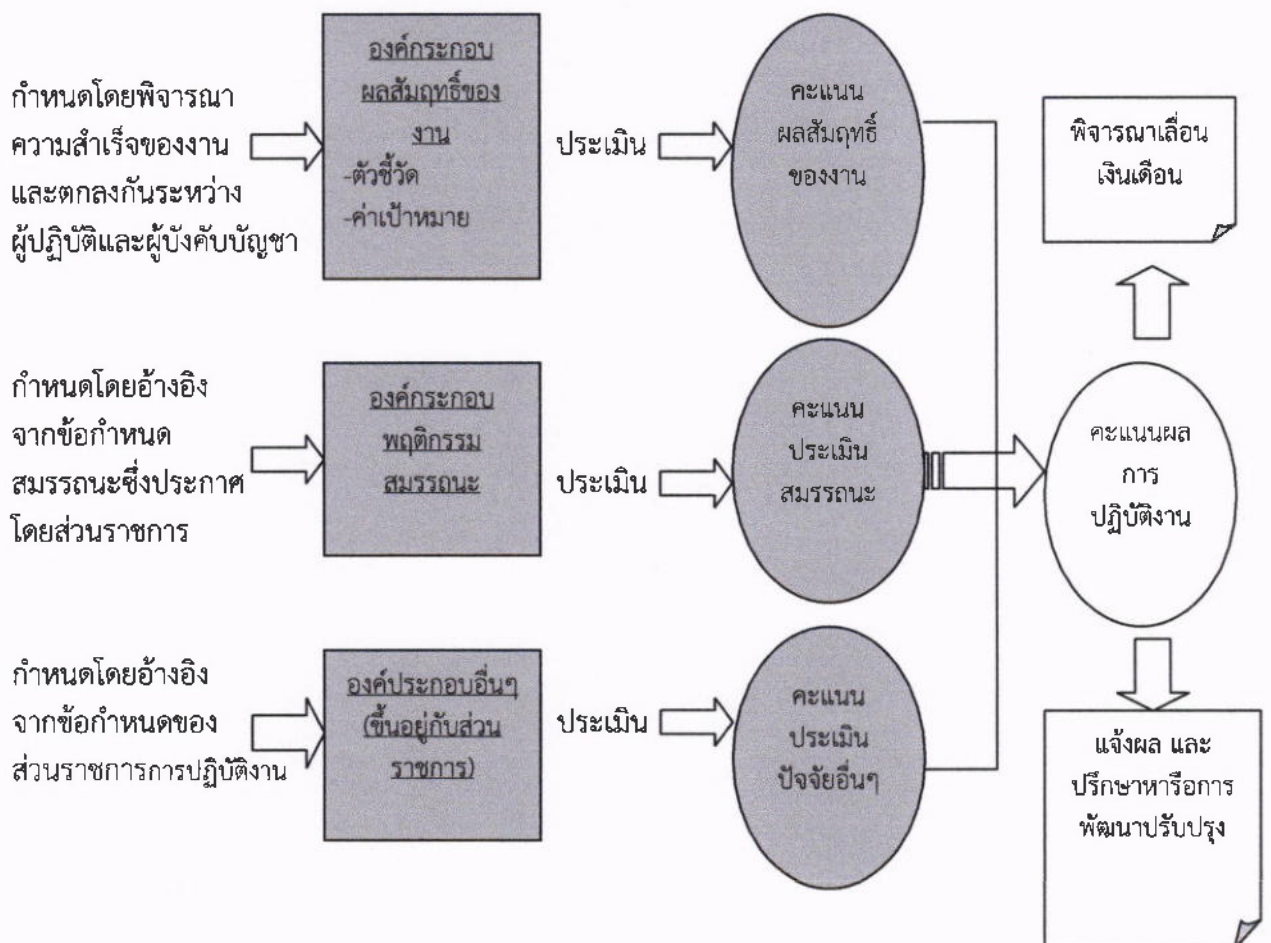 กำหนดโดยพิจารณา
ความสำเร็จของงาน
และตกลงกันระหว่าง
ผู้ปฏิบัติและผู้บังคับบัญชา
องค์กระกอบ
ผลสัมฤทธิ์ของ
งาน
-ตัวชี้วัด
-ค่าเป้าหมาย
ประเมิน
คะแนน
ผลสัมฤทธิ์
ของงาน
พิจารณาเลื่อน
เงินเดือน
กำหนดโดยอ้างอิง
จากข้อกำหนด
สมรรถนะซึ่งประกาศ
โดยส่วนราชการ
องค์กระกอบ
พฤติกรรม
สมรรถนะ
ประเมิน
คะแนน
ประเมิน
สมรรถนะ
คะแนนผล
การ
ปฏิบัติงาน
กำหนดโดยอ้างอิง
จากข้อกำหนดของ
ส่วนราชการการปฏิบัติงาน
องค์ประกอบอื่นๆ
(ขึ้นอยู่กับส่วน
ราชการ)
ประเมิน
คะแนน
ประเมิน
ปัจจัยอื่นๆ
แจ้งผล และ
ปรึกษาหารือการ
พัฒนาปรับปรุง